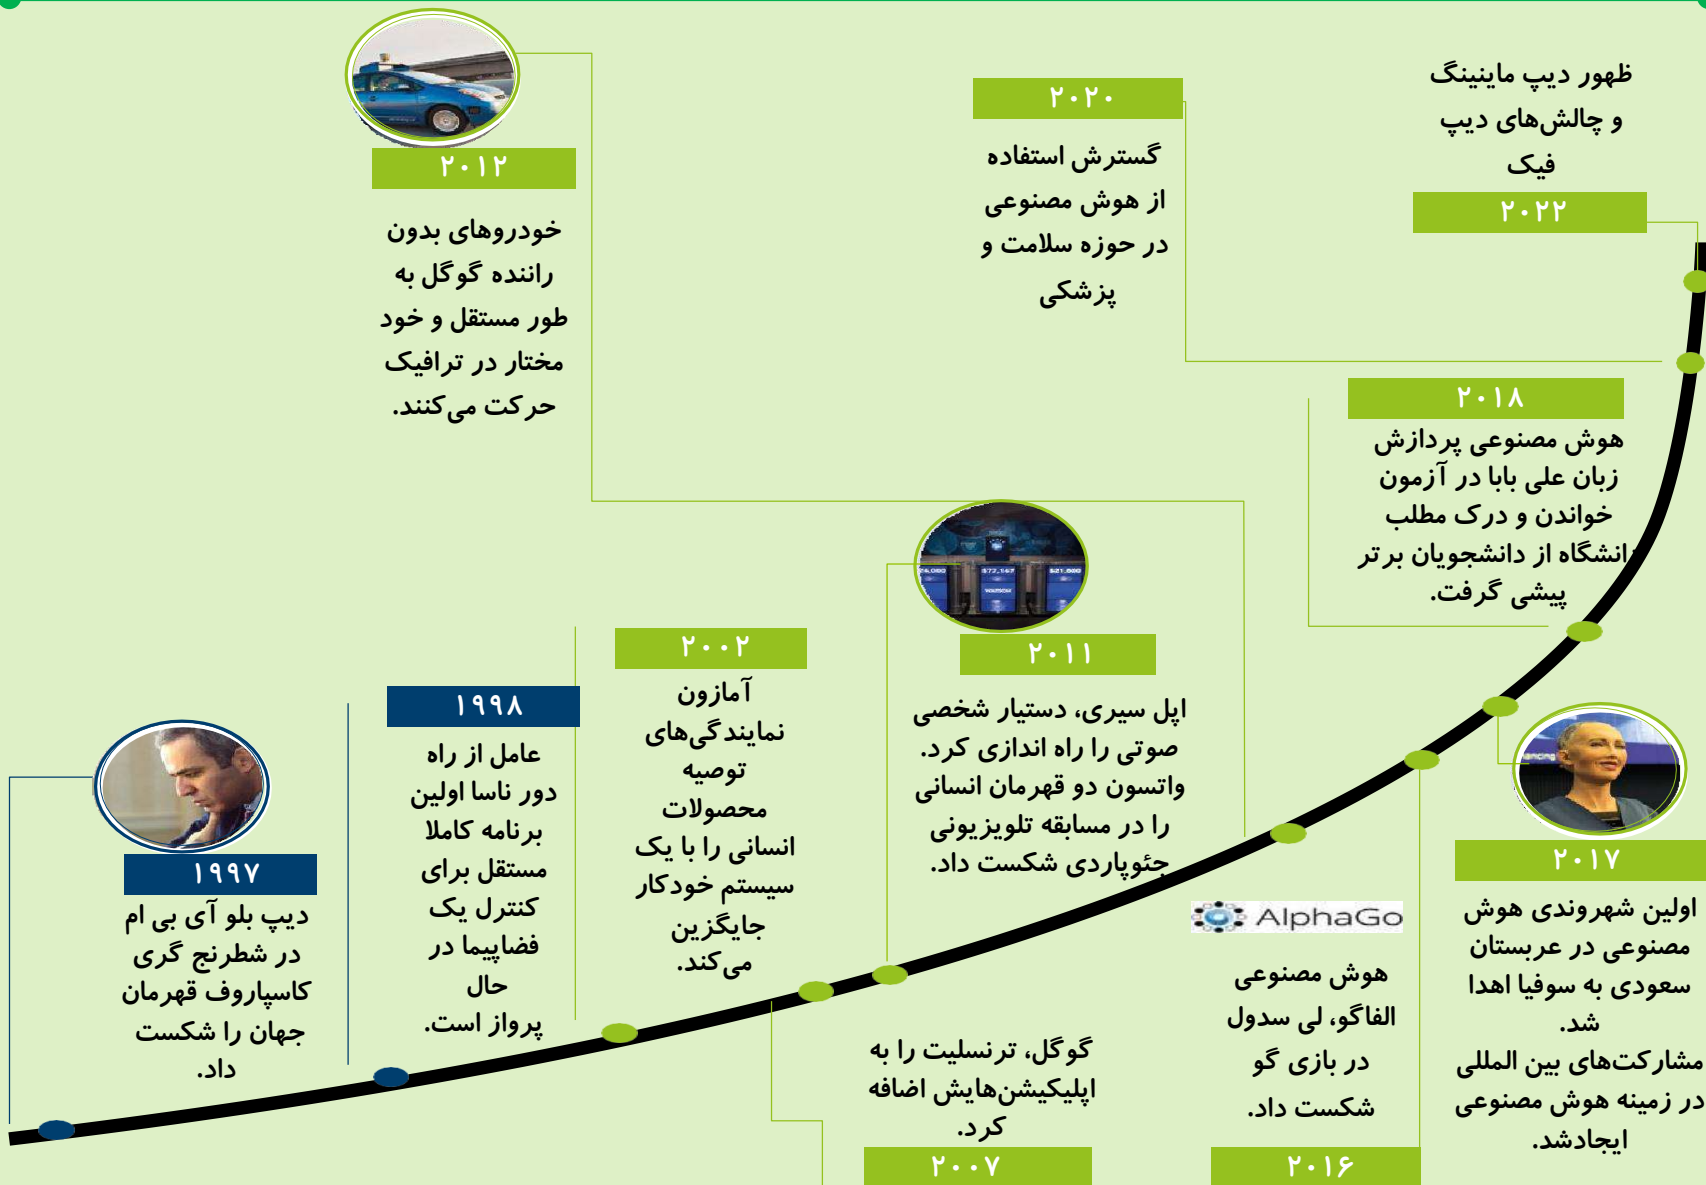 ۱۹۹۷
دیپ بلو آی بی ام
در شطرنج گری
کاسپاروف قهرمان
جهان را شکست
داد.
۱۹۹۸
عامل از راه
دور ناسا اولین
برنامه کاملا
مستقل برای
کنترل یک
فضاپیما در
حال
پرواز است.
۲۰۰۲
آمازون
نمایندگی‌های
توصیه
محصولات
انسانی را با یک
سیستم خودکار
جایگزین
می‌کند.
گوگل، ترنسلیت را به
اپلیکیشن‌هایش اضافه
کرد.
۲۰۰۷
$72,167
$21,600
WATSON
۲۰۱۱
اپل سیری، دستیار شخصی
صوتی را راه اندازی کرد.
واتسون دو قهرمان انسانی
را در مسابقه تلویزیونی
جئوپاردی شکست داد.
۲۰۱۲
خودروهای بدون
راننده گوگل به
طور مستقل و خود
مختار در ترافیک
حرکت می‌کنند.
AlphaGo
هوش مصنوعی
الفاگو، لی سدول
در بازی گو
شکست داد.
۲۰۱۶
۲۰۱۷
اولین شهروندی هوش
مصنوعی در عربستان
سعودی به سوفیا اهدا
شد.
مشارکت‌های بین المللی
در زمینه هوش مصنوعی
ایجادشد.
۲۰۱۸
هوش مصنوعی پردازش
زبان علی بابا در آزمون
خواندن و درک مطلب
دانشگاه از دانشجویان برتر
پیشی گرفت.
۲۰۲۰
گسترش استفاده
از هوش مصنوعی
در حوزه سلامت و
پزشکی
ظهور دیپ ماینینگ
و چالش‌های دیپ
فیک
۲۰۲۲